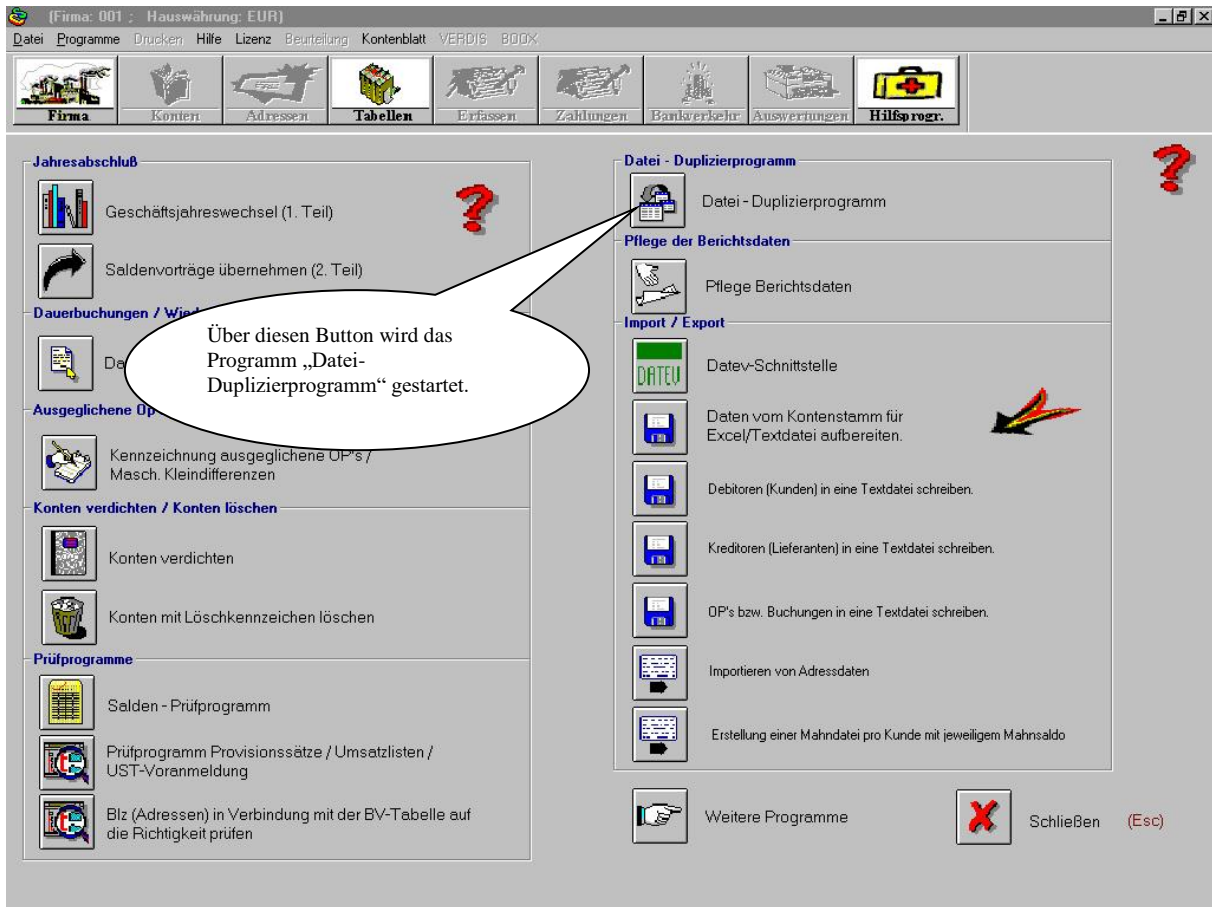 (Firma: 001 ; Hauswährung: EUR)
Datei Programme Drucken Hilfe Lizenz Beurteilung Kontenblatt VERDIS BOOX
Firma Konten Adressen Tabellen Erfassen Zahlungen Bankverkehr Auswertungen Hilfsprogr.
Jahresabschluß
Geschäftsjahreswechsel (1. Teil)
Saldenvorträge übernehmen (2. Teil)
Dauerbuchungen / Wied
Da
Über diesen Button wird das
Programm „Datei-
Duplizierprogramm“ gestartet.
Ausgeglichene Op
Kennzeichnung ausgeglichene OP's /
Masch. Kleindifferenzen
Konten verdichten / Konten löschen
Konten verdichten
Konten mit Löschkennzeichen löschen
Prüfprogramme
Salden - Prüfprogramm
Prüfprogramm Provisionssätze / Umsatzlisten /
UST-Voranmeldung
Blz (Adressen) in Verbindung mit der BV-Tabelle auf
die Richtigkeit prüfen
Datei - Duplizierprogramm
Datei - Duplizierprogramm
Pflege der Berichtsdaten
Pflege Berichtsdaten
Import / Export
DATEV
Datev-Schnittstelle
Daten vom Kontenstamm für
Excel/Textdatei aufbereiten.
Debitoren (Kunden) in eine Textdatei schreiben.
Kreditoren (Lieferanten) in eine Textdatei schreiben.
OP's bzw. Buchungen in eine Textdatei schreiben.
Importieren von Adressdaten
Erstellung einer Mahndatei pro Kunde mit jeweiligem Mahnsaldo
Weitere Programme
Schließen (Esc)